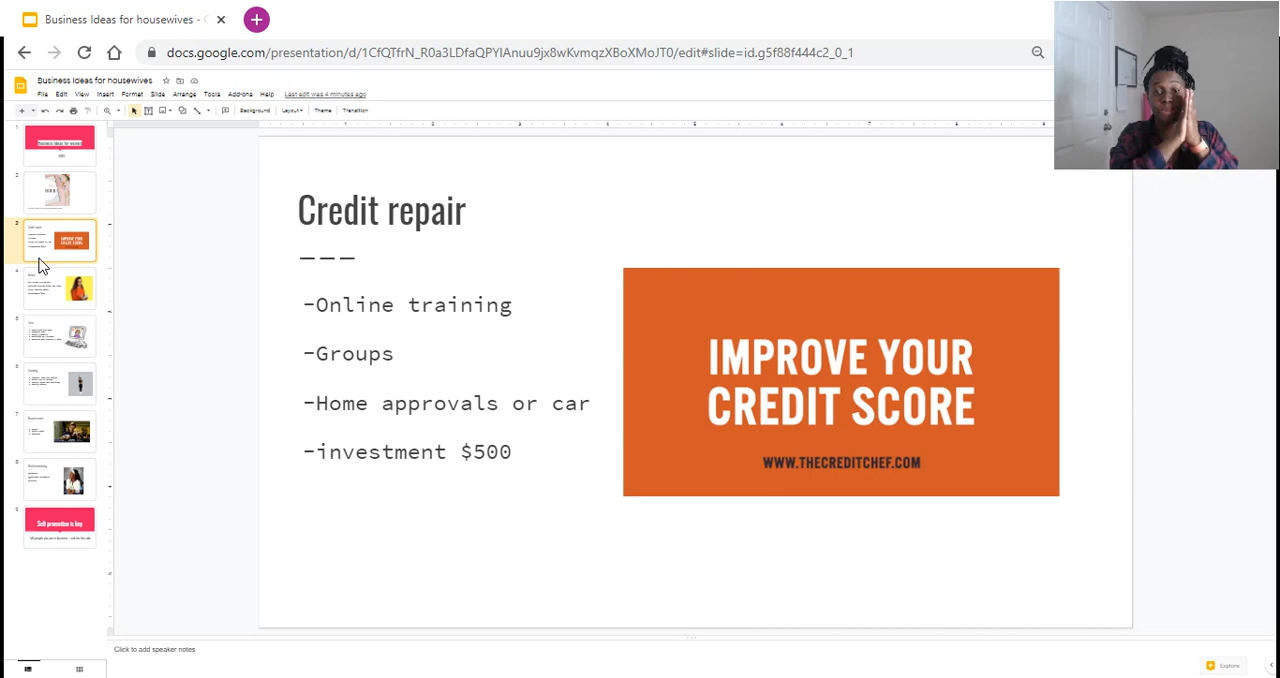 Business Ideas for housewives -
docs.google.com/presentation/d/1CfQTfrN_R0a3LDfaQPYlAnuu9jx8wKvmqzXBoXMoJT0/edit#slide=id.g5f88f444c2_0_1
Business Ideas for housewives
File Edit View Insert Format Slide Arrange Tools Add-ons Help Last edit was 4 minutes ago
Background Layout Theme Transition
Credit repair
-Online training
-Groups
-Home approvals or car
-investment $500
IMPROVE YOUR
CREDIT SCORE
WWW.THECREDITCHEF.COM
Self promotion is key
Click to add speaker notes
Explore